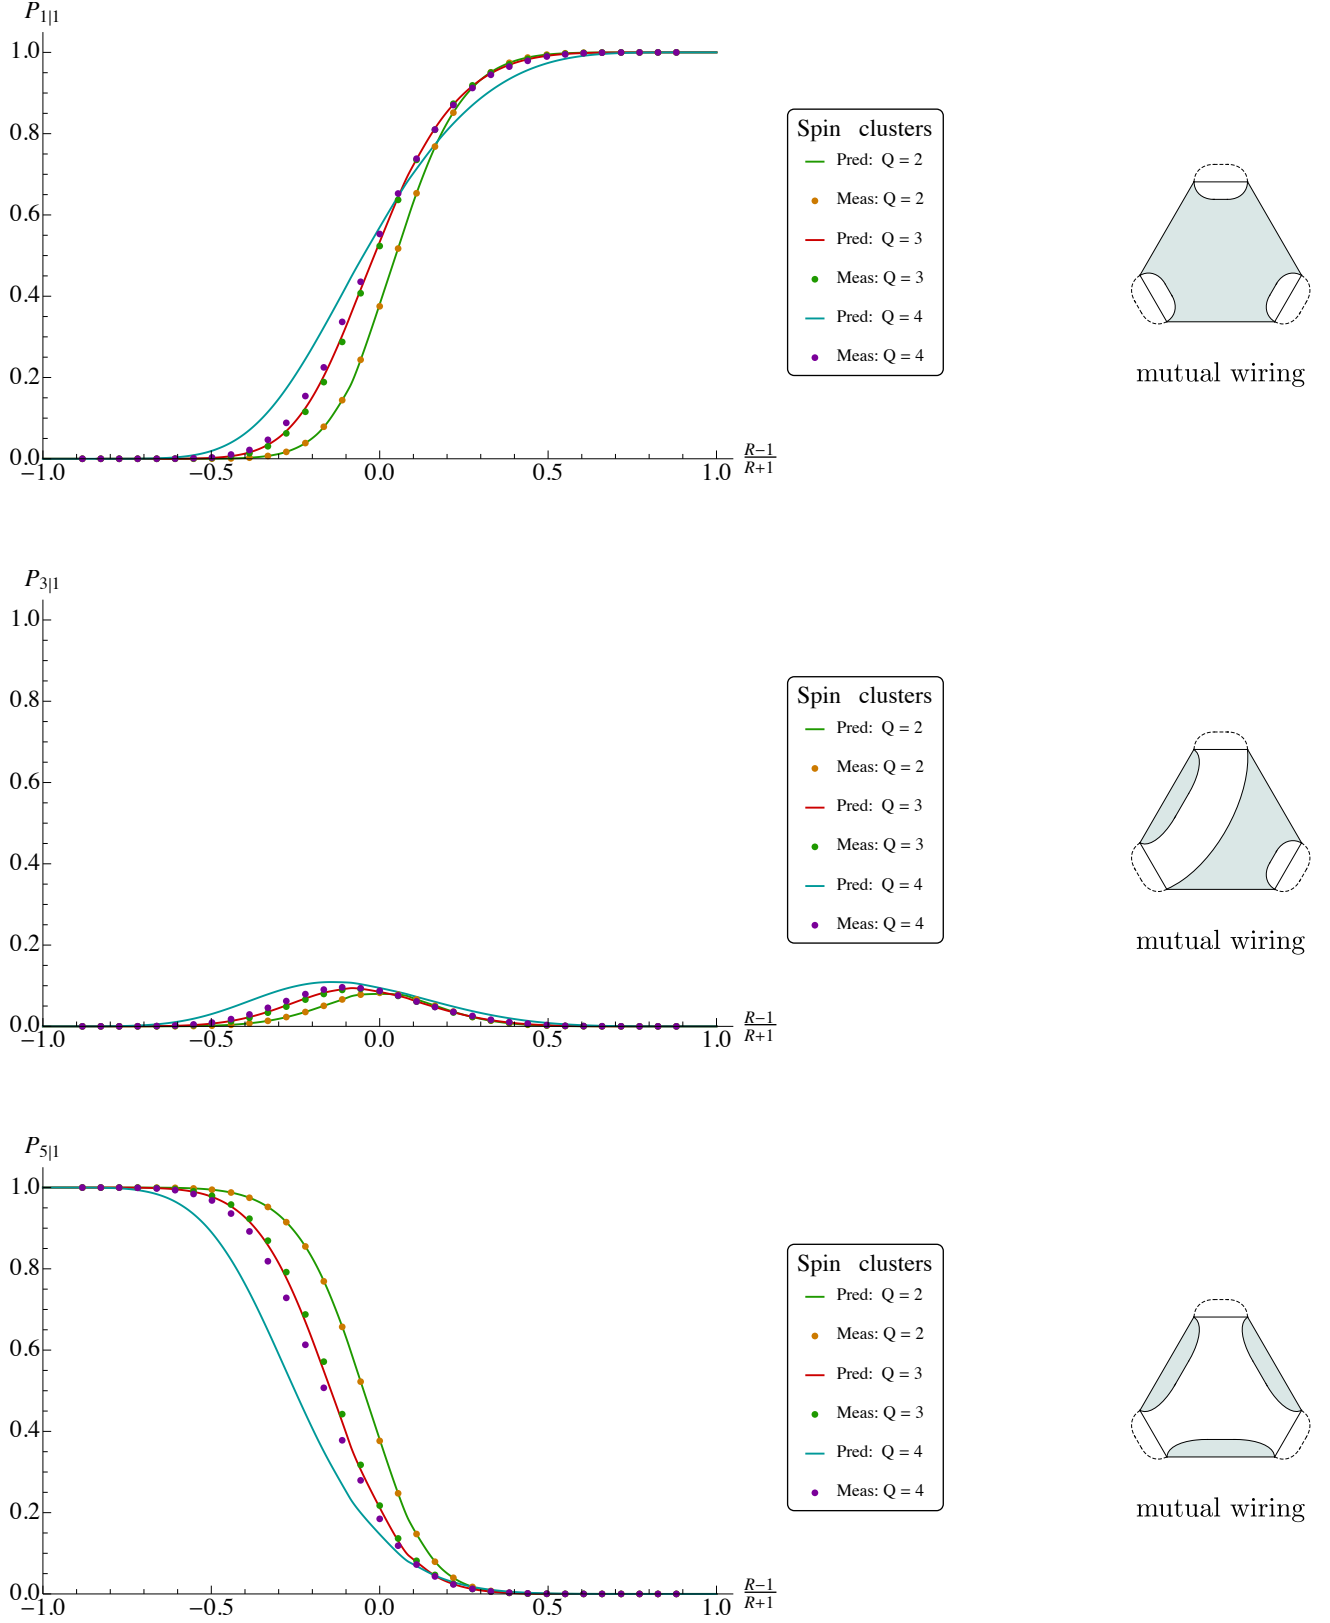 P1|1
1.0
0.8
0.6
0.4
0.2
0.0
−1.0 −0.5 0.0 0.5 1.0
R−1
R+1
Spin clusters
Pred: Q = 2
Meas: Q = 2
Pred: Q = 3
Meas: Q = 3
Pred: Q = 4
Meas: Q = 4
mutual wiring
P3|1
1.0
0.8
0.6
0.4
0.2
0.0
−1.0 −0.5 0.0 0.5 1.0
R−1
R+1
Spin clusters
Pred: Q = 2
Meas: Q = 2
Pred: Q = 3
Meas: Q = 3
Pred: Q = 4
Meas: Q = 4
mutual wiring
P5|1
1.0
0.8
0.6
0.4
0.2
0.0
−1.0 −0.5 0.0 0.5 1.0
R−1
R+1
Spin clusters
Pred: Q = 2
Meas: Q = 2
Pred: Q = 3
Meas: Q = 3
Pred: Q = 4
Meas: Q = 4
mutual wiring